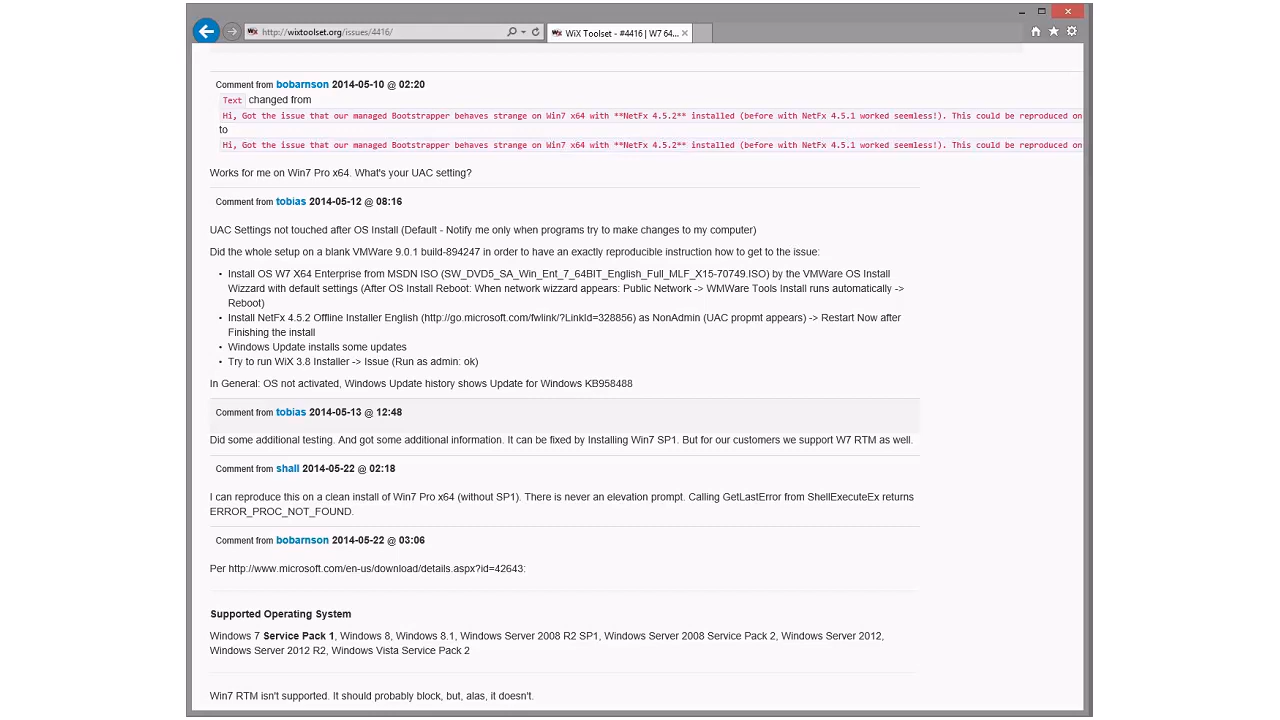 http://wixtoolset.org/issues/4416/
WiX Toolset - #4416 | W7 64...
Comment from bobarnson 2014-05-10 @ 02:20
Text changed from
Hi, Got the issue that our managed Bootstrapper behaves strange on Win7 x64 with **NetFx 4.5.2** installed (before with NetFx 4.5.1 worked seemless!). This could be reproduced on
to
Hi, Got the issue that our managed Bootstrapper behaves strange on Win7 x64 with **NetFx 4.5.2** installed (before with NetFx 4.5.1 worked seemless!). This could be reproduced on
Works for me on Win7 Pro x64. What's your UAC setting?
Comment from tobias 2014-05-12 @ 08:16
UAC Settings not touched after OS Install (Default - Notify me only when programs try to make changes to my computer)
Did the whole setup on a blank VMWare 9.0.1 build-894247 in order to have an exactly reproducible instruction how to get to the issue:
• Install OS W7 X64 Enterprise from MSDN ISO (SW_DVD5_SA_Win_Ent_7_64BIT_English_Full_MLF_X15-70749.ISO) by the VMWare OS Install
Wizzard with default settings (After OS Install Reboot: When network wizzard appears: Public Network -> WMWare Tools Install runs automatically ->
Reboot)
• Install NetFx 4.5.2 Offline Installer English (http://go.microsoft.com/fwlink/?LinkId=328856) as NonAdmin (UAC propmt appears) -> Restart Now after
Finishing the install
• Windows Update installs some updates
• Try to run WiX 3.8 Installer -> Issue (Run as admin: ok)
In General: OS not activated, Windows Update history shows Update for Windows KB958488
Comment from tobias 2014-05-13 @ 12:48
Did some additional testing. And got some additional information. It can be fixed by Installing Win7 SP1. But for our customers we support W7 RTM as well.
Comment from shall 2014-05-22 @ 02:18
I can reproduce this on a clean install of Win7 Pro x64 (without SP1). There is never an elevation prompt. Calling GetLastError from ShellExecuteEx returns
ERROR_PROC_NOT_FOUND.
Comment from bobarnson 2014-05-22 @ 03:06
Per http://www.microsoft.com/en-us/download/details.aspx?id=42643:
Supported Operating System
Windows 7 Service Pack 1, Windows 8, Windows 8.1, Windows Server 2008 R2 SP1, Windows Server 2008 Service Pack 2, Windows Server 2012,
Windows Server 2012 R2, Windows Vista Service Pack 2
Win7 RTM isn't supported. It should probably block, but, alas, it doesn't.